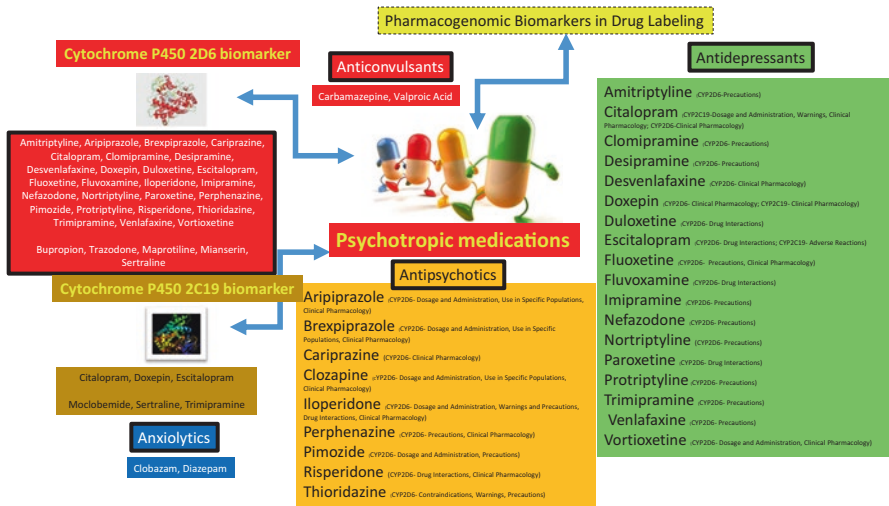 Pharmacogenomic Biomarkers in Drug Labeling
Cytochrome P450 2D6 biomarker
Anticonvulsants
Carbamazepine, Valproic Acid
Amitriptyline, Aripiprazole, Brexpiprazole, Cariprazine,
Citalopram, Clomipramine, Desipramine,
Desvenlafaxine, Doxepin, Duloxetine, Escitalopram,
Fluoxetine, Fluvoxamine, Iloperidone, Imipramine,
Nefazodone, Nortriptyline, Paroxetine, Perphenazine,
Pimozide, Protriptyline, Risperidone, Thioridazine,
Trimipramine, Venlafaxine, Vortioxetine
Bupropion, Trazodone, Maprotiline, Mianserin,
Sertraline
Psychotropic medications
Cytochrome P450 2C19 biomarker
Citalopram, Doxepin, Escitalopram
Moclobemide, Sertraline, Trimipramine
Anxiolytics
Clobazam, Diazepam
Antipsychotics
Aripiprazole (CYP2D6- Dosage and Administration, Use in Specific Populations,
Clinical Pharmacology)
Brexpiprazole (CYP2D6- Dosage and Administration, Use in Specific
Populations, Clinical Pharmacology)
Cariprazine (CYP2D6- Clinical Pharmacology)
Clozapine (cYP2D6- Dosage and Administration, Use in Specific Populations,
Clinical Pharmacology)
Iloperidone (CYP2D6- Dosage and Administration, Warnings and Precautions,
Drug Interactions, Clinical Pharmacology)
Perphenazine (CYP2D6- Precautions, Clinical Pharmacology)
Pimozide (CYP2D6- Dosage and Administration, Precautions)
Risperidone (CYP2D6- Drug Interactions, Clinical Pharmacology)
Thioridazine (CYP2D6- Contraindications, Warnings, Precautions)
Antidepressants
Amitriptyline (CYP2D6-Precautions)
Citalopram (CYP2C19-Dosage and Administration, Warnings, Clinical
Pharmacology; CYP2D6-Clinical Pharmacology)
Clomipramine (CYP2D6- Precautions)
Desipramine (CYP2D6- Precautions)
Desvenlafaxine (CYP2D6- Clinical Pharmacology)
Doxepin (CYP2D6- Clinical Pharmacology; CYP2C19- Clinical Pharmacology)
Duloxetine (CYP2D6- Drug Interactions)
Escitalopram (CYP2D6- Drug Interactions; CYP2C19- Adverse Reactions)
Fluoxetine (CYP2D6- Precautions, Clinical Pharmacology)
Fluvoxamine (CYP2D6- Drug Interactions)
Imipramine (CYP2D6- Precautions)
Nefazodone (CYP2D6- Precautions)
Nortriptyline (CYP2D6- Precautions)
Paroxetine (CYP2D6- Drug Interactions)
Protriptyline (CYP2D6- Precautions)
Trimipramine (CYP2D6- Precautions)
Venlafaxine (CYP2D6- Precautions)
Vortioxetine (CYP2D6- Dosage and Administration, Clinical Pharmacology)